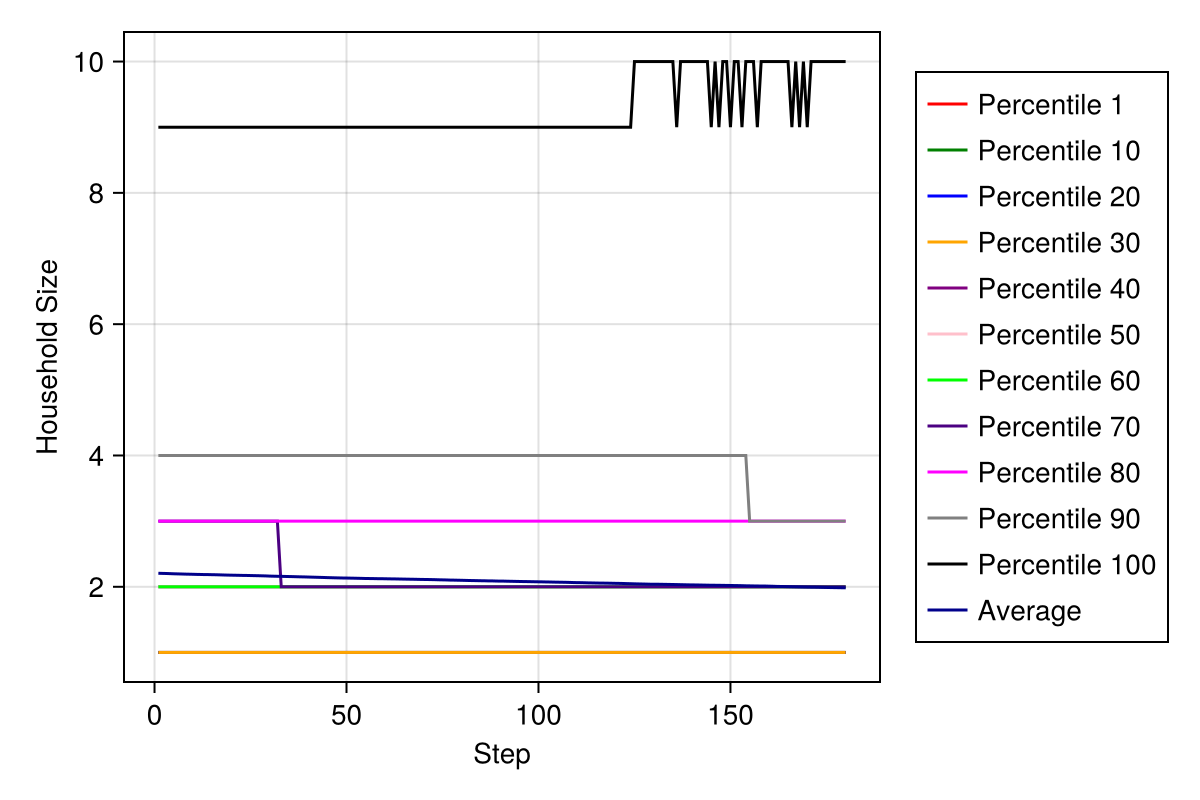 10
8
6
4
2
Household Size
0 50 100 150
Step
Percentile 1
Percentile 10
Percentile 20
Percentile 30
Percentile 40
Percentile 50
Percentile 60
Percentile 70
Percentile 80
Percentile 90
Percentile 100
Average